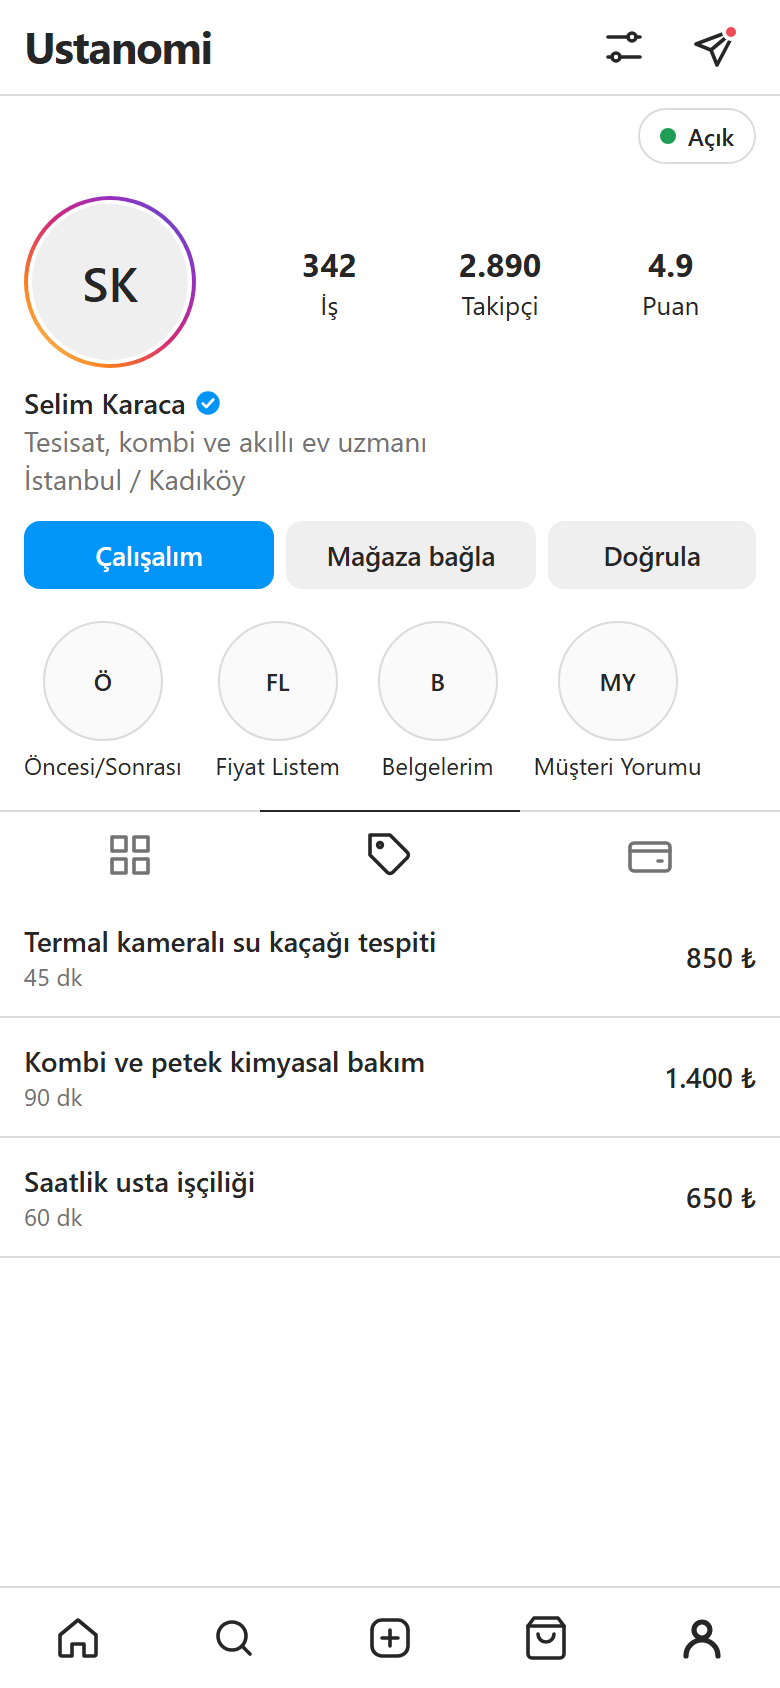 Ustanomi
Açık
SK
342
İş
2.890
Takipçi
4.9
Puan
Selim Karaca
Tesisat, kombi ve akıllı ev uzmanı
İstanbul / Kadıköy
Çalışalım
Mağaza bağla
Doğrula
Ö
Öncesi/Sonrası
FL
Fiyat Listem
B
Belgelerim
MY
Müşteri Yorumu
Termal kameralı su kaçağı tespiti
45 dk
850 ₺
Kombi ve petek kimyasal bakım
90 dk
1.400 ₺
Saatlik usta işçiliği
60 dk
650 ₺